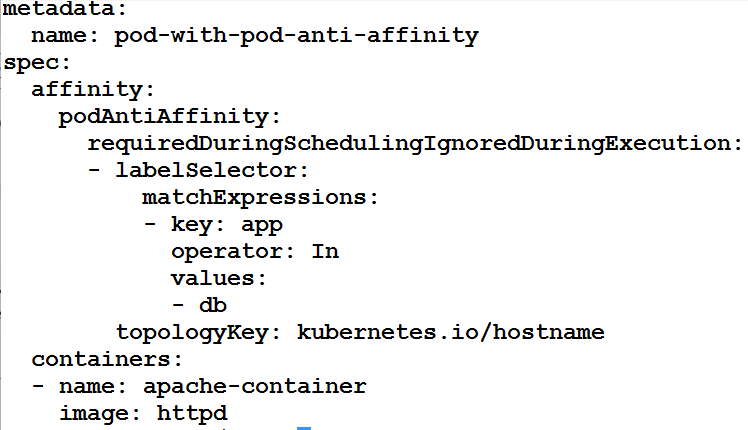 metadata:
  name: pod-with-pod-anti-affinity
spec:
  affinity:
    podAntiAffinity:
      requiredDuringSchedulingIgnoredDuringExecution:
      - labelSelector:
          matchExpressions:
          - key: app
            operator: In
            values:
            - db
        topologyKey: kubernetes.io/hostname
  containers:
  - name: apache-container
    image: httpd